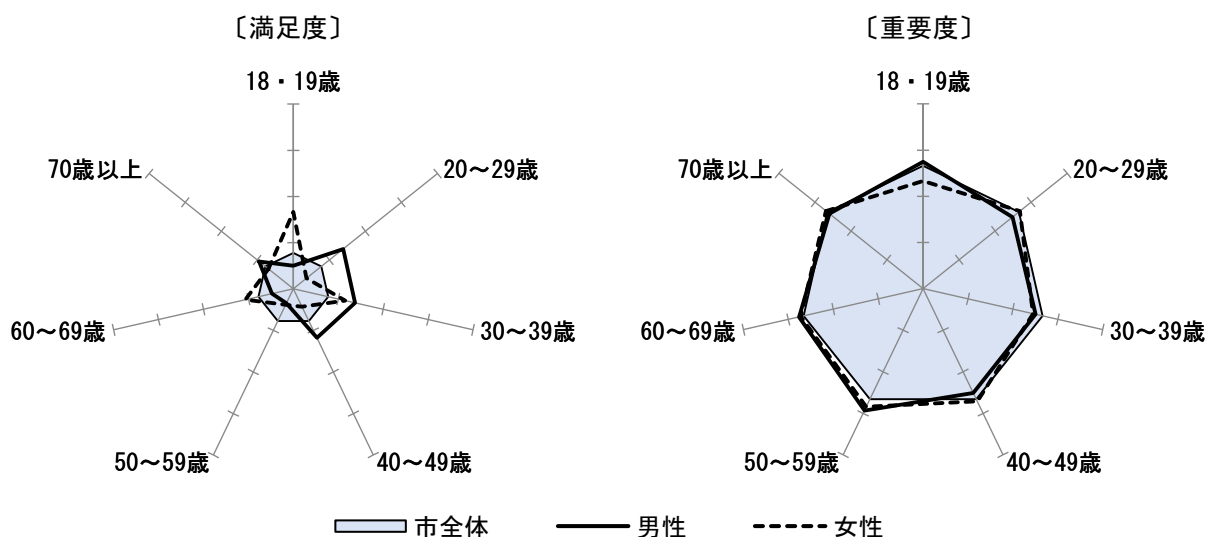 〔満足度〕
18・19歳
20～29歳
30～39歳
40～49歳
50～59歳
60～69歳
70歳以上
〔重要度〕
18・19歳
20～29歳
30～39歳
40～49歳
50～59歳
60～69歳
70歳以上
市全体
男性
女性